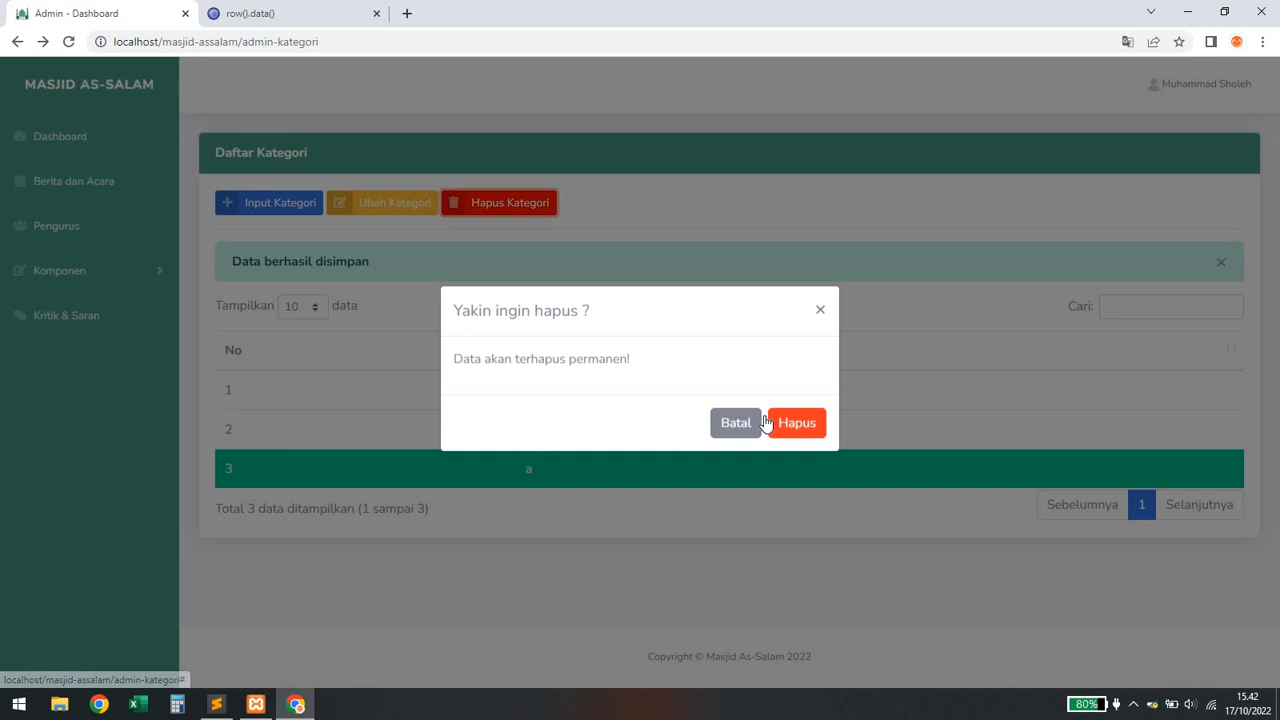 Admin - Dashboard
row().data()
localhost/masjid-assalam/admin-kategori
MASJID AS-SALAM
Muhammad Sholeh
Dashboard
Berita dan Acara
Pengurus
Komponen
Kritik & Saran
Daftar Kategori
Input Kategori
Ubah Kategori
Hapus Kategori
Data berhasil disimpan
Tampilkan 10 data
Cari:
Yakin ingin hapus ?
Data akan terhapus permanen!
Batal
Hapus
No
1
2
3 a
Total 3 data ditampilkan (1 sampai 3)
Sebelumnya 1 Selanjutnya
Copyright © Masjid As-Salam 2022
localhost/masjid-assalam/admin-kategori#
80%
15.42
17/10/2022